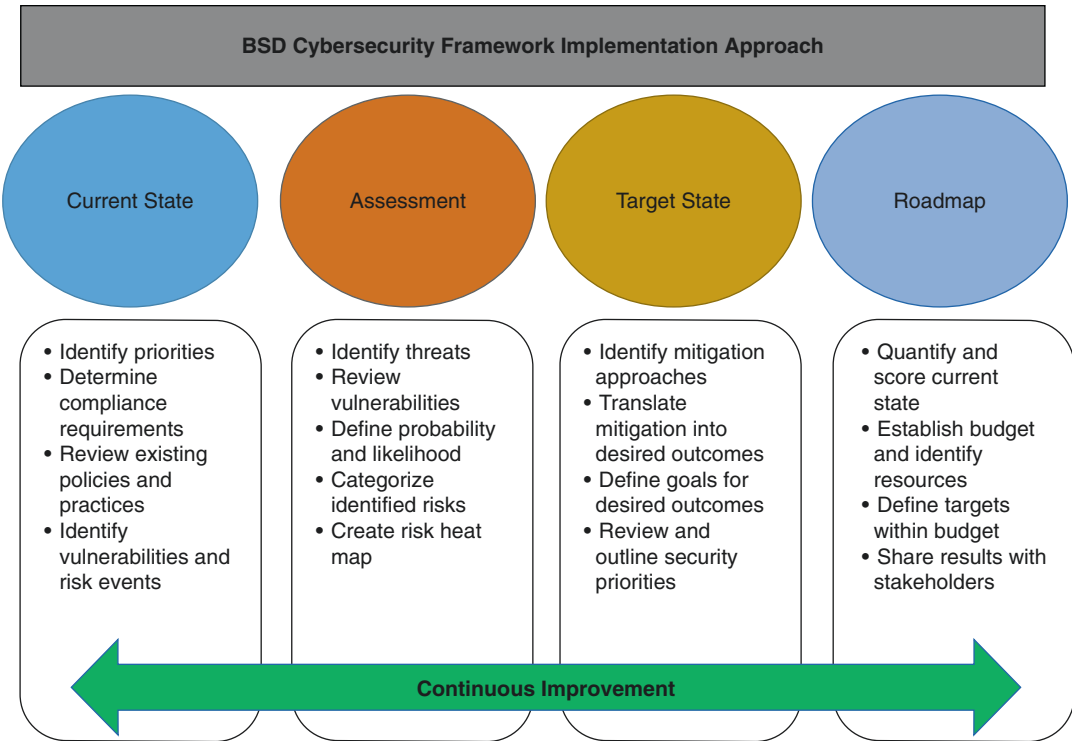 BSD Cybersecurity Framework Implementation Approach
Current State
Assessment
Target State
Roadmap
• Identify priorities
• Determine
compliance
requirements
• Review existing
policies and
practices
• Identify
vulnerabilities and
risk events
• Identify threats
• Review
vulnerabilities
• Define probability
and likelihood
• Categorize
identified risks
• Create risk heat
map
• Identify mitigation
approaches
• Translate
mitigation into
desired outcomes
• Define goals for
desired outcomes
• Review and
outline security
priorities
• Quantify and
score current
state
• Establish budget
and identify
resources
• Define targets
within budget
• Share results with
stakeholders
Continuous Improvement